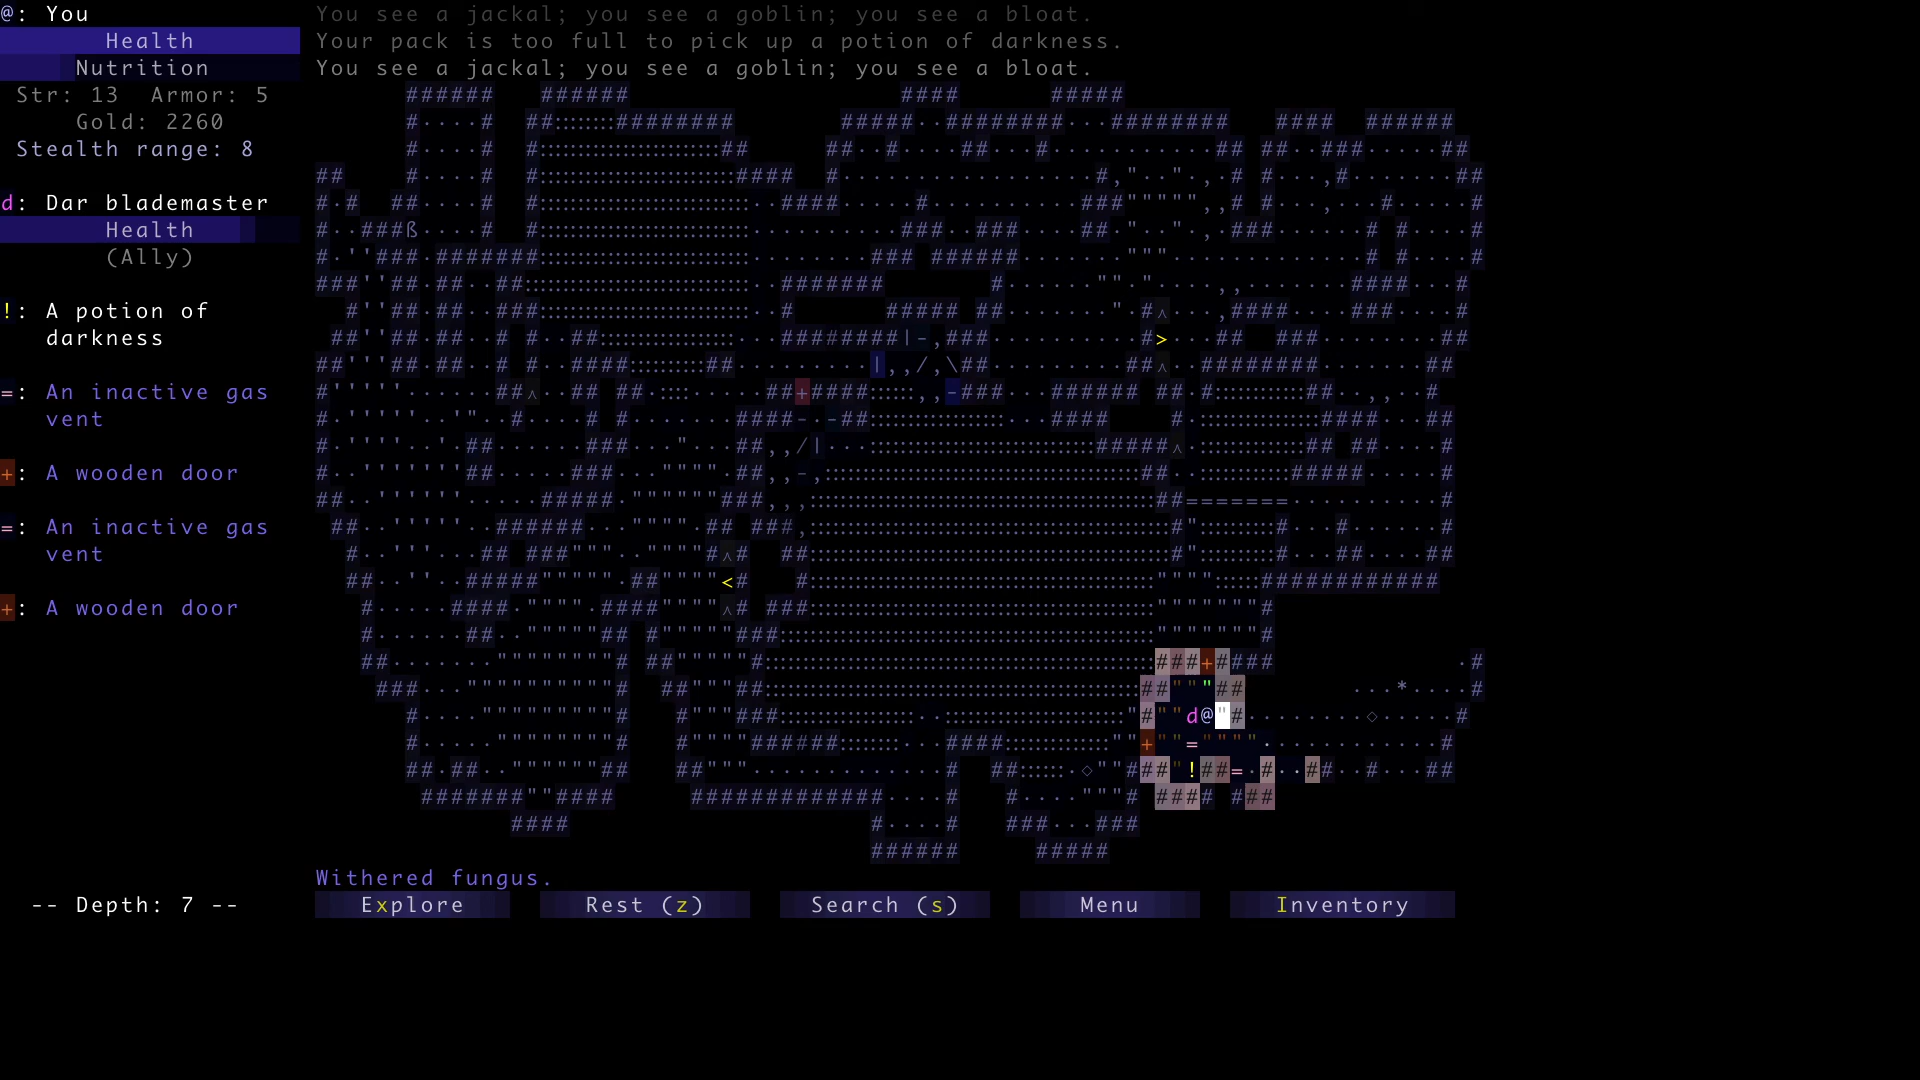 @: You
Health
Nutrition
Str: 13 Armor: 5
Gold: 2260
Stealth range: 8
d: Dar blademaster
Health
(Ally)
!: A potion of
darkness
=: An inactive gas
vent
+: A wooden door
=: An inactive gas
vent
+: A wooden door
-- Depth: 7 --
You see a jackal; you see a goblin; you see a bloat.
Your pack is too full to pick up a potion of darkness.
You see a jackal; you see a goblin; you see a bloat.
Withered fungus.
Explore Rest (z) Search (s) Menu Inventory